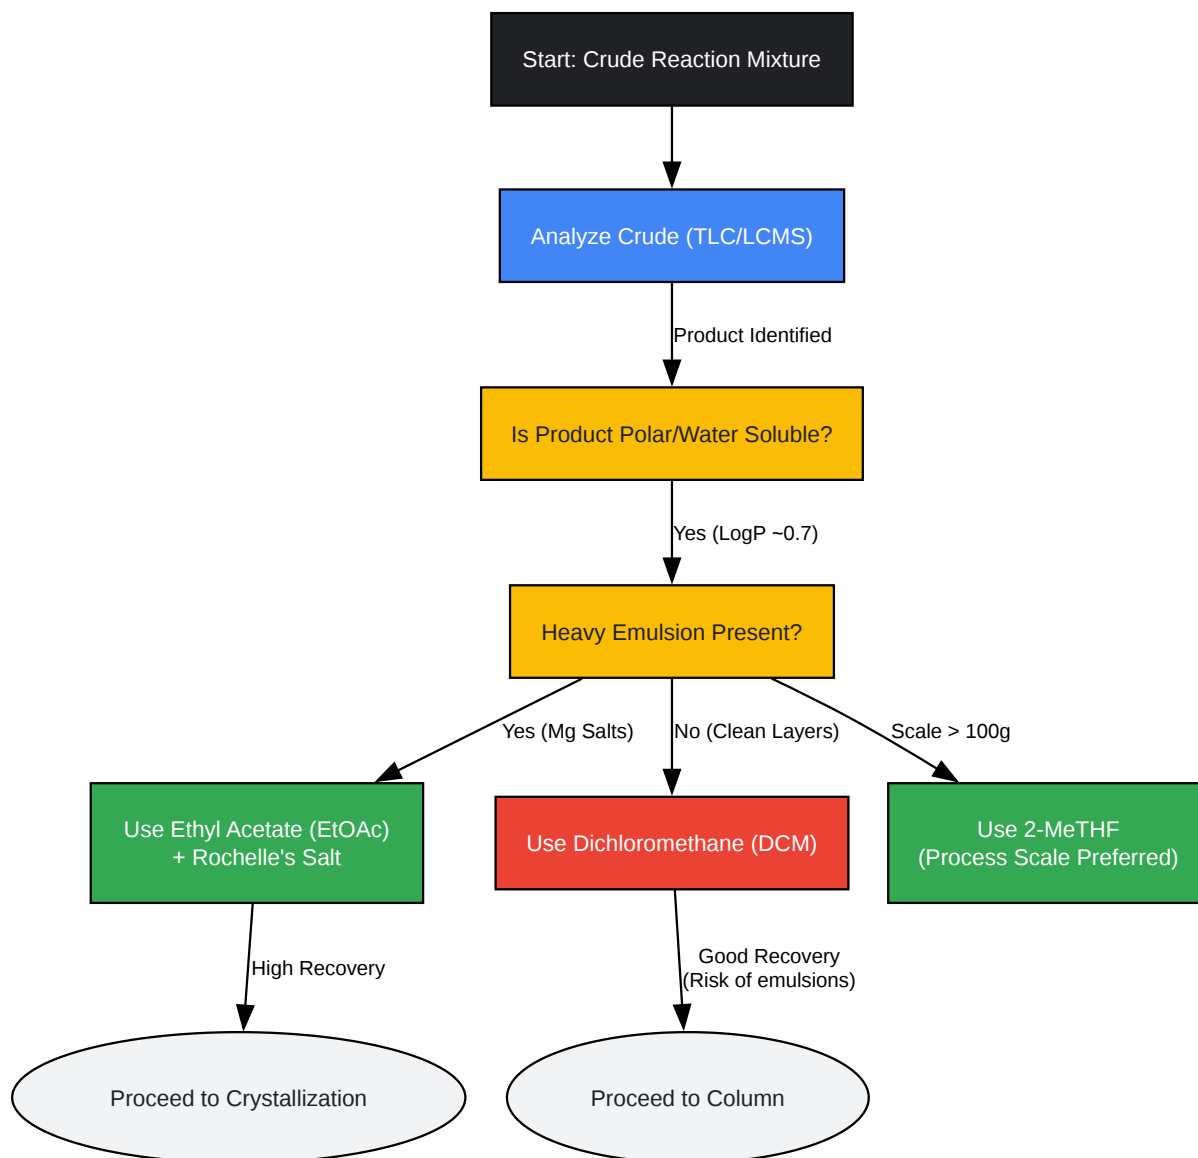 Start: Crude Reaction Mixture
Analyze Crude (TLC/LCMS)
Product Identified
Is Product Polar/Water Soluble?
Yes (LogP ~0.7)
Heavy Emulsion Present?
Yes (Mg Salts)
No (Clean Layers)
Scale > 100g
Use Ethyl Acetate (EtOAc)
+ Rochelle's Salt
Use Dichloromethane (DCM)
Use 2-MeTHF
(Process Scale Preferred)
High Recovery
Good Recovery
(Risk of emulsions)
Proceed to Crystallization
Proceed to Column